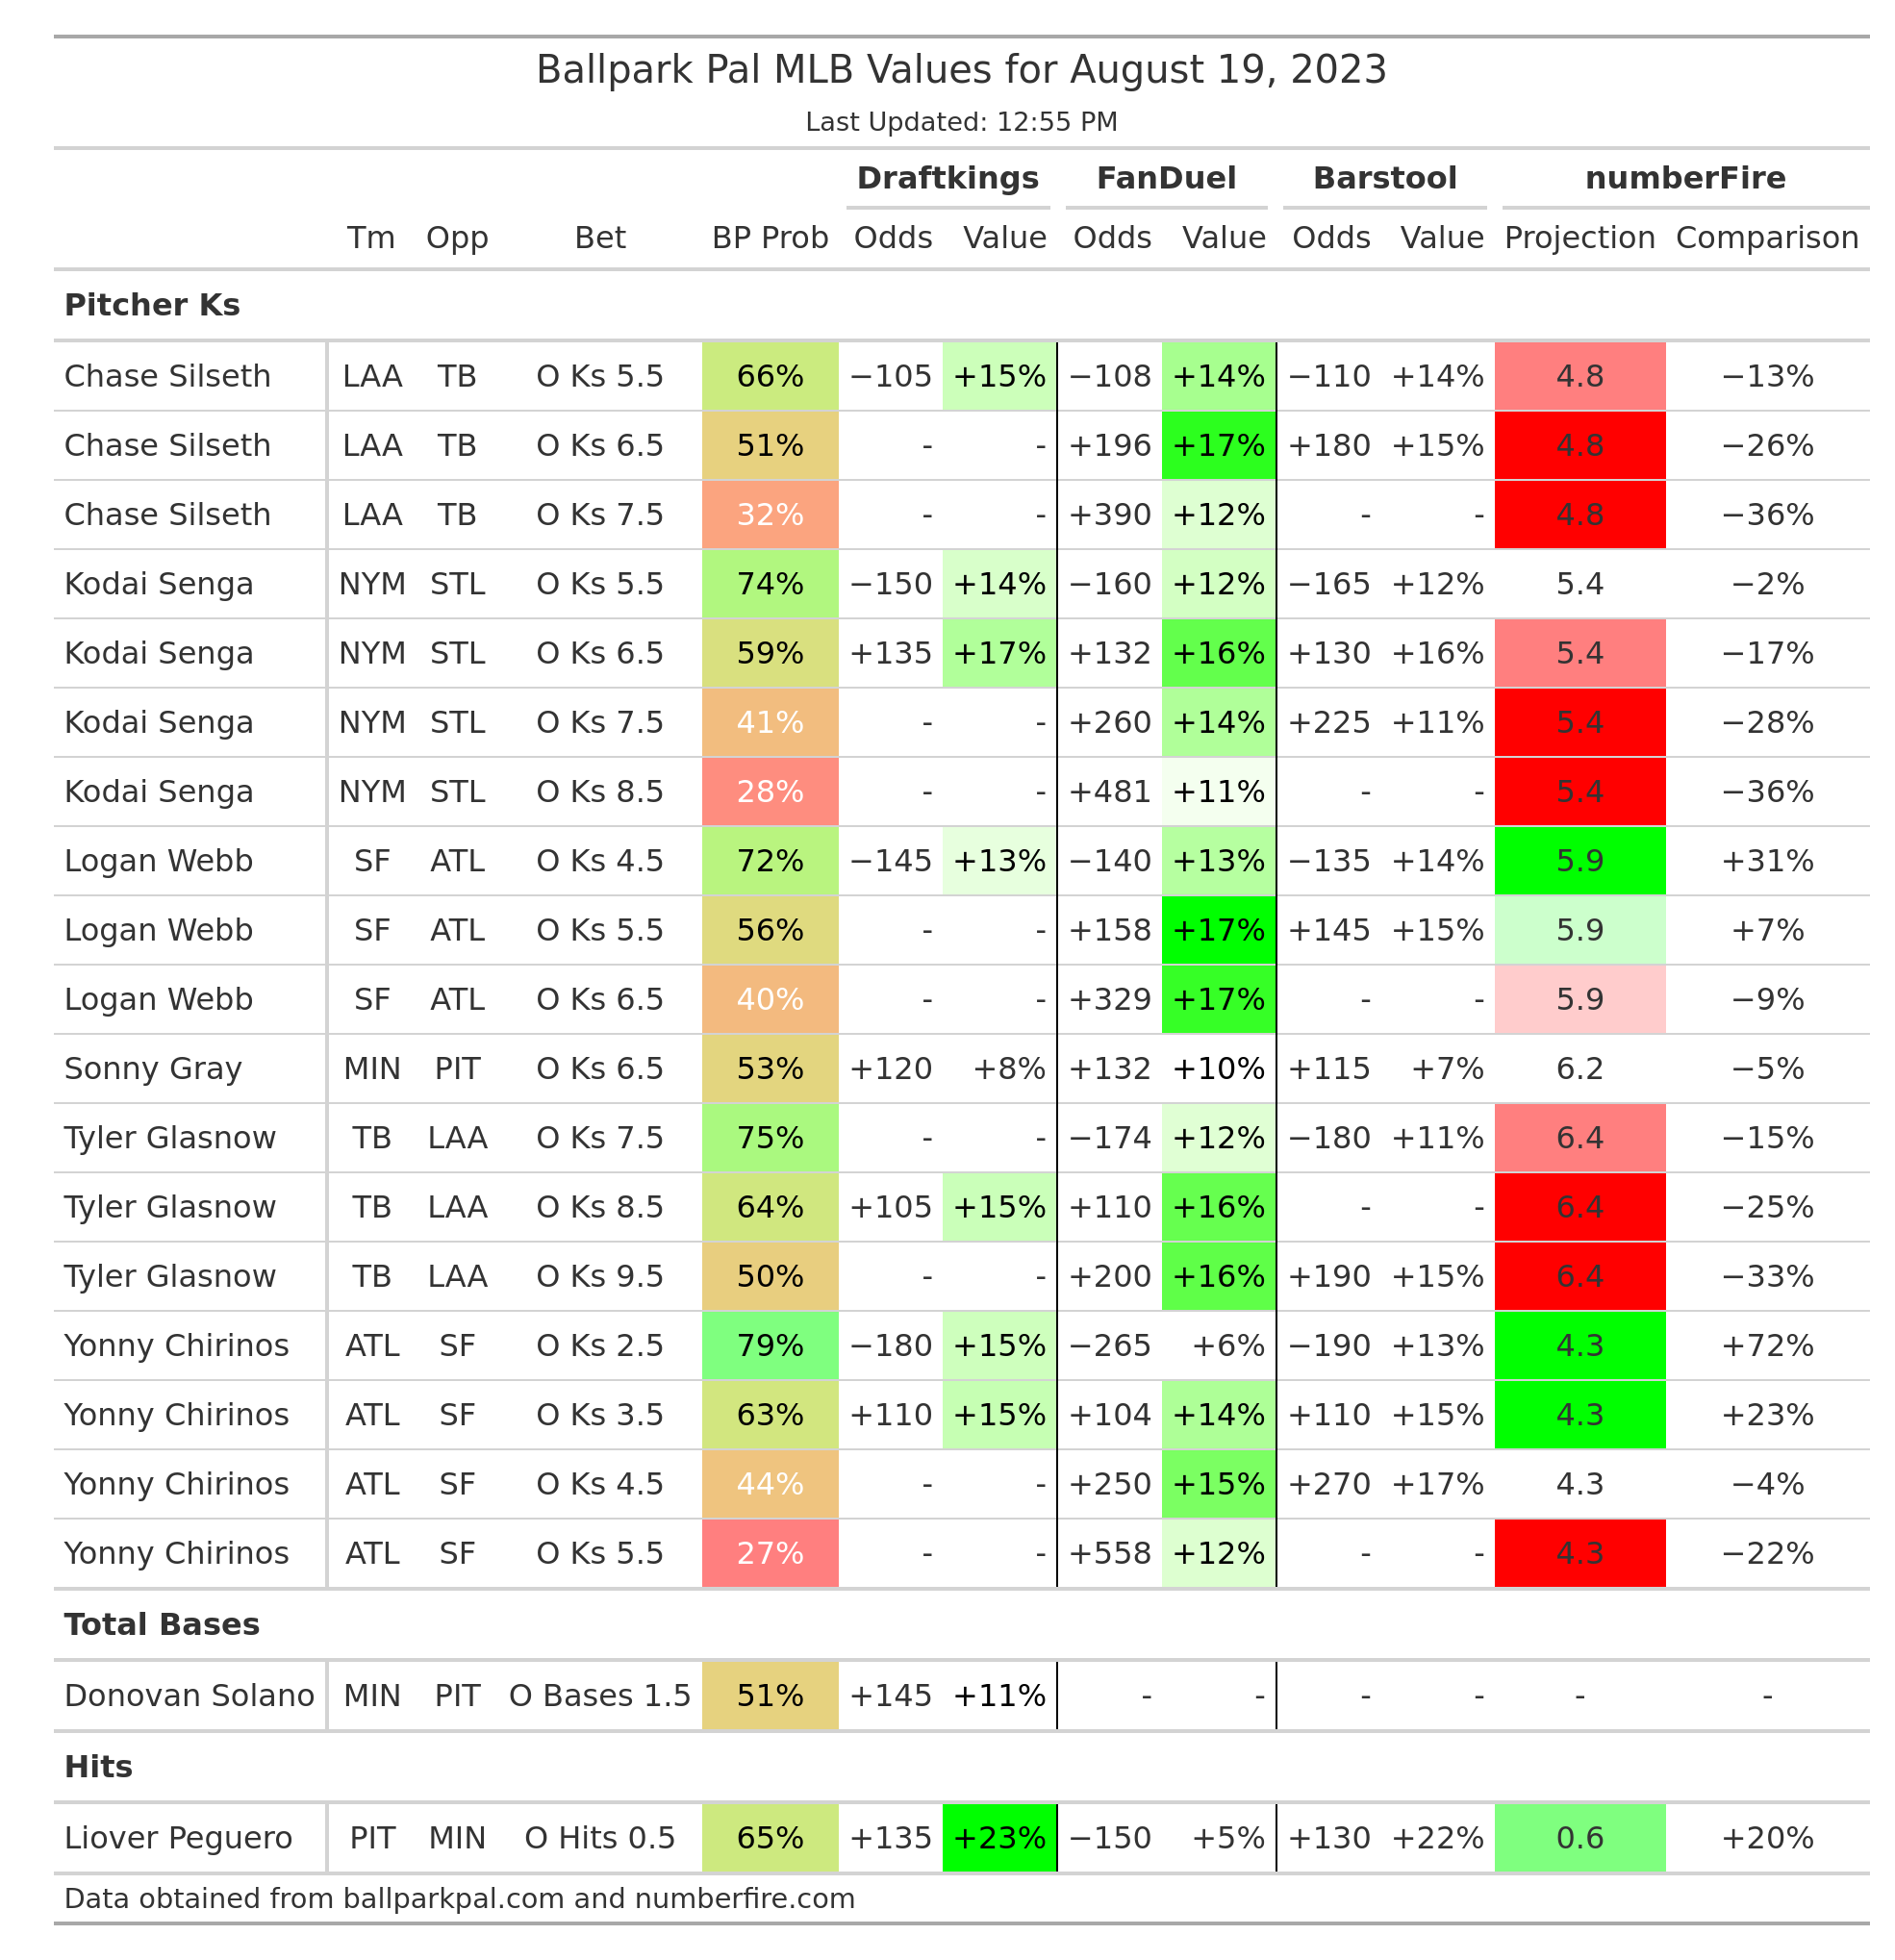 Ballpark Pal MLB Values for August 19, 2023
Last Updated: 12:55 PM
Draftkings FanDuel Barstool numberFire
Tm Opp Bet BP Prob Odds Value Odds Value Odds Value Projection Comparison
Pitcher Ks
Chase Silseth LAA TB O Ks 5.5 66% −105 +15% −108 +14% −110 +14% 4.8 −13%
Chase Silseth LAA TB O Ks 6.5 51% - - +196 +17% +180 +15% 4.8 −26%
Chase Silseth LAA TB O Ks 7.5 32% - - +390 +12% - - 4.8 −36%
Kodai Senga NYM STL O Ks 5.5 74% −150 +14% −160 +12% −165 +12% 5.4 −2%
Kodai Senga NYM STL O Ks 6.5 59% +135 +17% +132 +16% +130 +16% 5.4 −17%
Kodai Senga NYM STL O Ks 7.5 41% - - +260 +14% +225 +11% 5.4 −28%
Kodai Senga NYM STL O Ks 8.5 28% - - +481 +11% - - 5.4 −36%
Logan Webb SF ATL O Ks 4.5 72% −145 +13% −140 +13% −135 +14% 5.9 +31%
Logan Webb SF ATL O Ks 5.5 56% - - +158 +17% +145 +15% 5.9 +7%
Logan Webb SF ATL O Ks 6.5 40% - - +329 +17% - - 5.9 −9%
Sonny Gray MIN PIT O Ks 6.5 53% +120 +8% +132 +10% +115 +7% 6.2 −5%
Tyler Glasnow TB LAA O Ks 7.5 75% - - −174 +12% −180 +11% 6.4 −15%
Tyler Glasnow TB LAA O Ks 8.5 64% +105 +15% +110 +16% - - 6.4 −25%
Tyler Glasnow TB LAA O Ks 9.5 50% - - +200 +16% +190 +15% 6.4 −33%
Yonny Chirinos ATL SF O Ks 2.5 79% −180 +15% −265 +6% −190 +13% 4.3 +72%
Yonny Chirinos ATL SF O Ks 3.5 63% +110 +15% +104 +14% +110 +15% 4.3 +23%
Yonny Chirinos ATL SF O Ks 4.5 44% - - +250 +15% +270 +17% 4.3 −4%
Yonny Chirinos ATL SF O Ks 5.5 27% - - +558 +12% - - 4.3 −22%
Total Bases
Donovan Solano MIN PIT O Bases 1.5 51% +145 +11% - - - - - -
Hits
Liover Peguero PIT MIN O Hits 0.5 65% +135 +23% −150 +5% +130 +22% 0.6 +20%
Data obtained from ballparkpal.com and numberfire.com